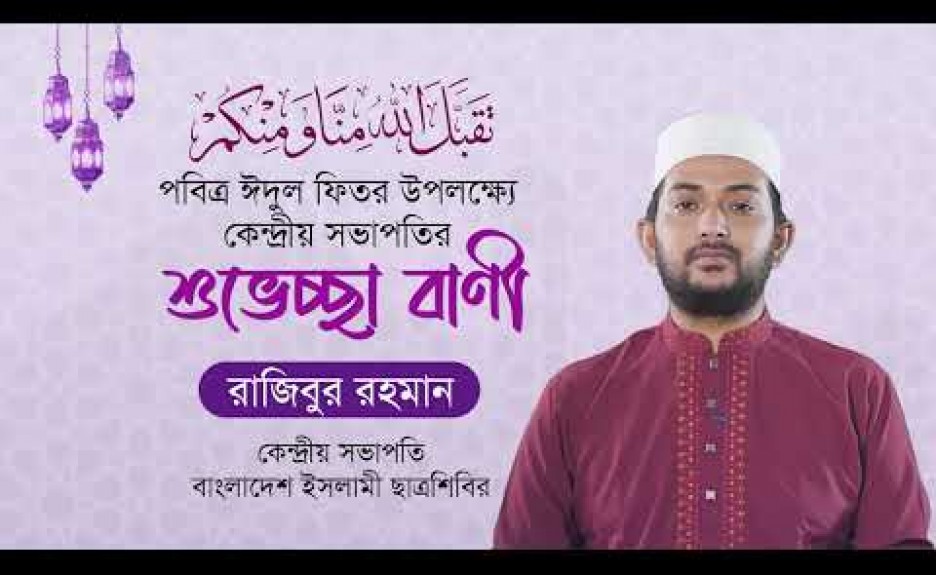 تقبل الله منا ومنكم
পবিত্র ঈদুল ফিতর উপলক্ষ্যে
কেন্দ্রীয় সভাপতির
শুভেচ্ছা বাণী
রাজিবুর রহমান
কেন্দ্রীয় সভাপতি
বাংলাদেশ ইসলামী ছাত্রশিবির